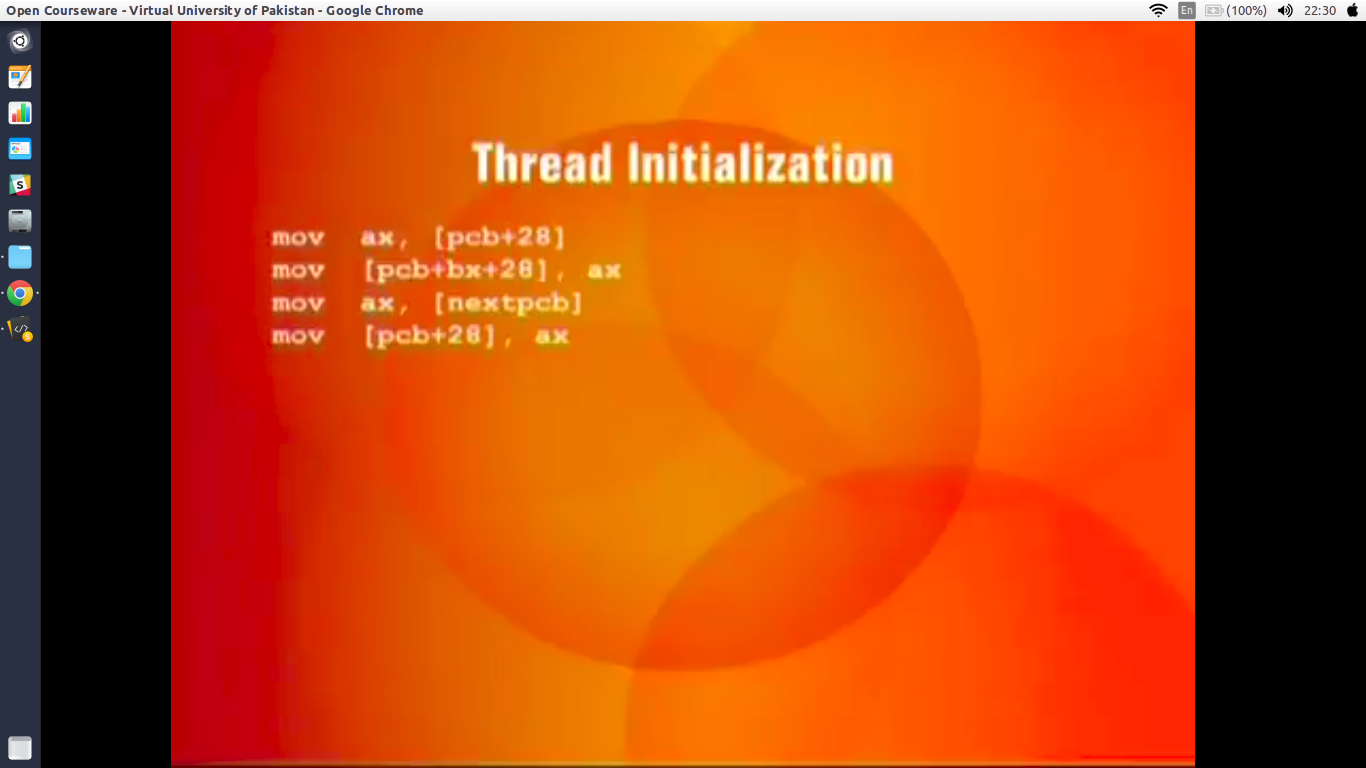 Open Courseware - Virtual University of Pakistan - Google Chrome
En (100%) 22:30
Thread Initialization
mov ax, [pcb+28]
mov [pcb+bx+28], ax
mov ax, [nextpcb]
mov [pcb+28], ax